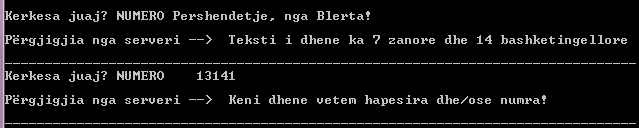 Kerkesa juaj? NUMERO Pershendetje, nga Blerta!
Përgjigjia nga serveri --> Teksti i dhene ka 7 zanore dhe 14 bashketingellore
Kerkesa juaj? NUMERO 13141
Përgjigjia nga serveri --> Keni dhene vetem hapesira dhe/ose numra!